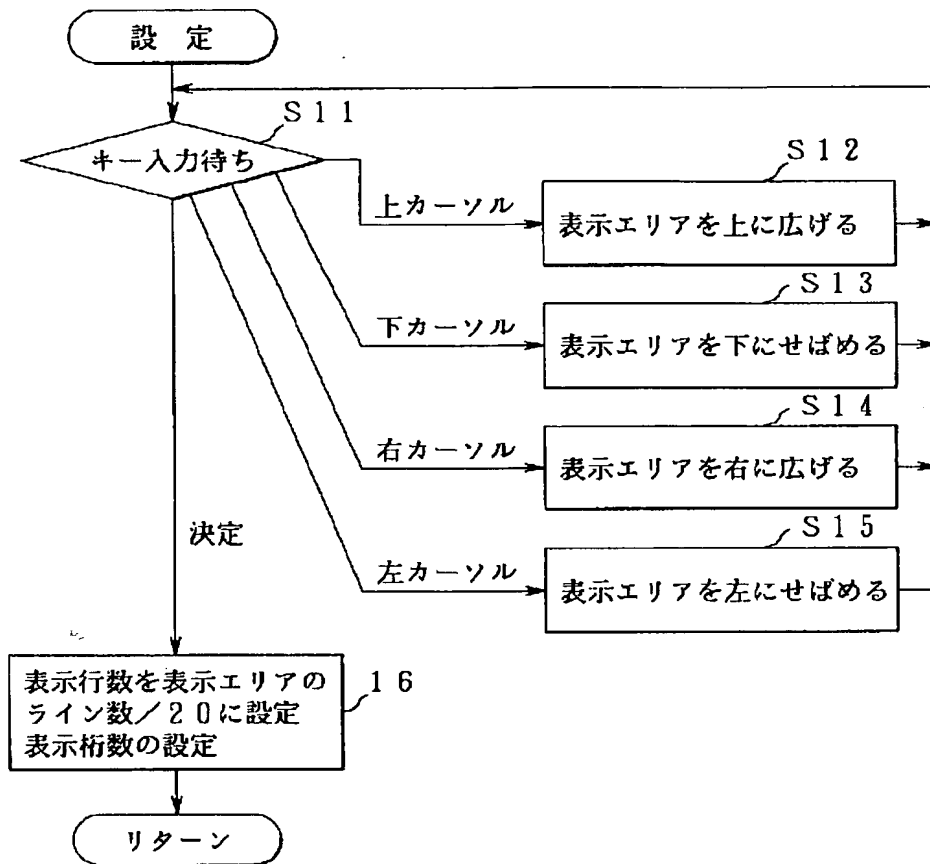 設 定
S11
キー入力待ち
S12
上カーソル
表示エリアを上に広げる
S13
下カーソル
表示エリアを下にせばめる
S14
右カーソル
表示エリアを右に広げる
決定
S15
左カーソル
表示エリアを左にせばめる
16
表示行数を表示エリアの
ライン数/20に設定
表示桁数の設定
リターン